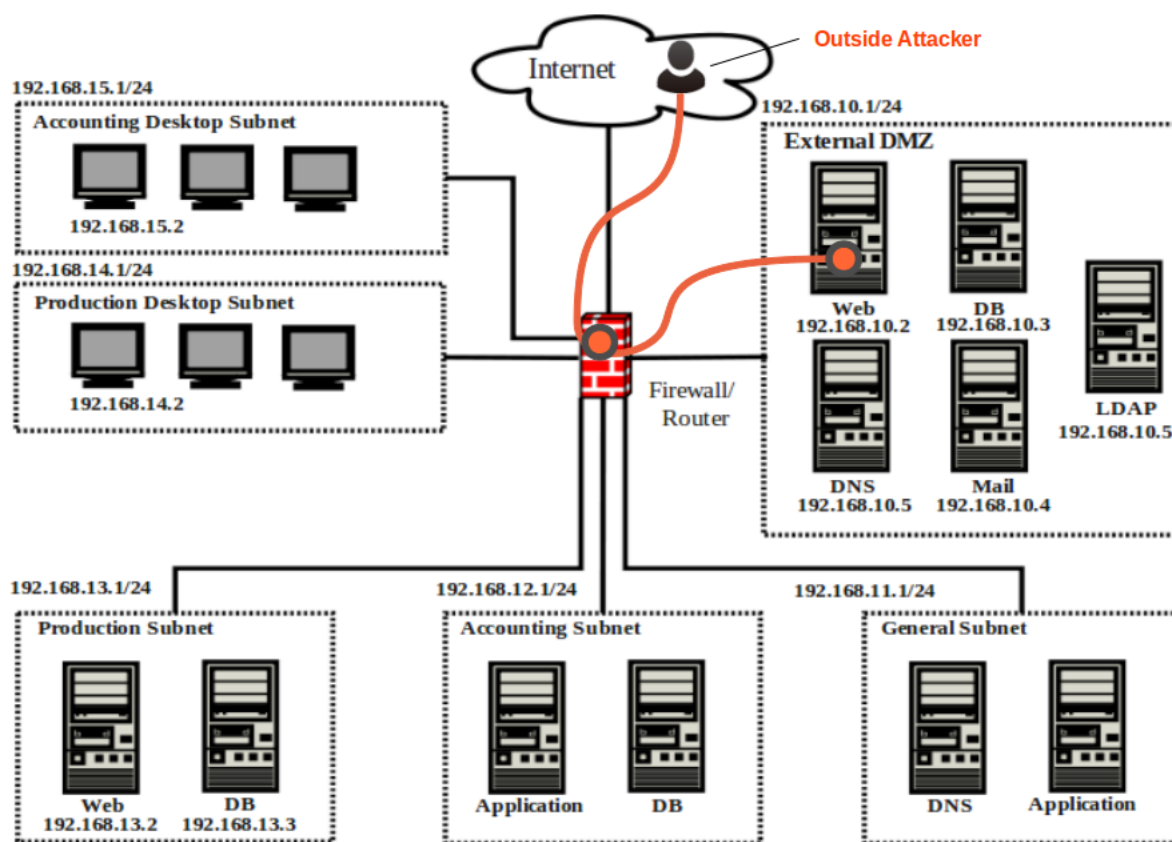 Outside Attacker
Internet
192.168.15.1/24
Accounting Desktop Subnet
192.168.15.2
192.168.14.1/24
Production Desktop Subnet
192.168.14.2
192.168.10.1/24
External DMZ
Web
192.168.10.2
DB
192.168.10.3
LDAP
192.168.10.5
DNS
192.168.10.5
Mail
192.168.10.4
Firewall/
Router
192.168.13.1/24
Production Subnet
Web
192.168.13.2
DB
192.168.13.3
192.168.12.1/24
Accounting Subnet
Application
DB
192.168.11.1/24
General Subnet
DNS
Application